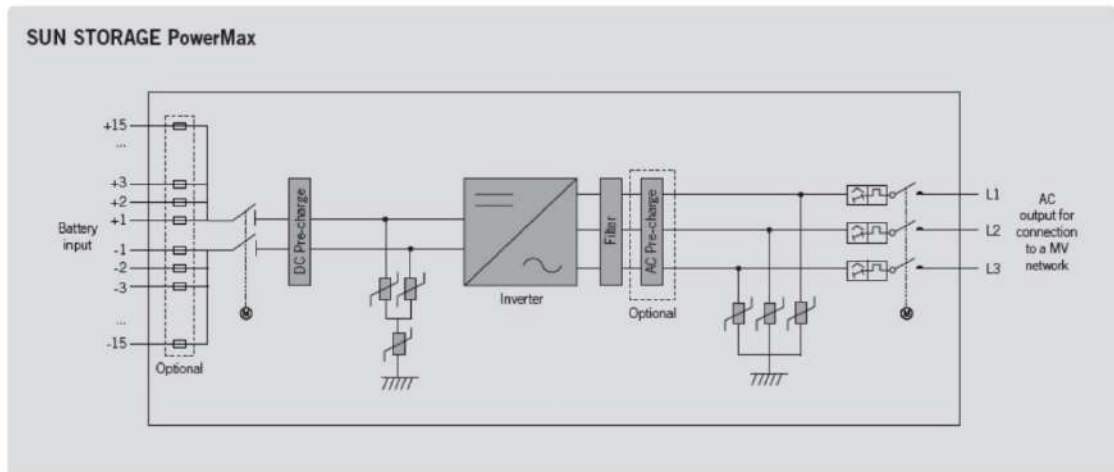 SUN STORAGE PowerMax
+15
...
+3
+2
+1
Battery
input
-1
-2
-3
...
-15
Optional
M
DC Pre-charge
Inverter
Filter
AC Pre-charge
Optional
M
L1
L2
L3
AC
output for
connection
to a MV
network